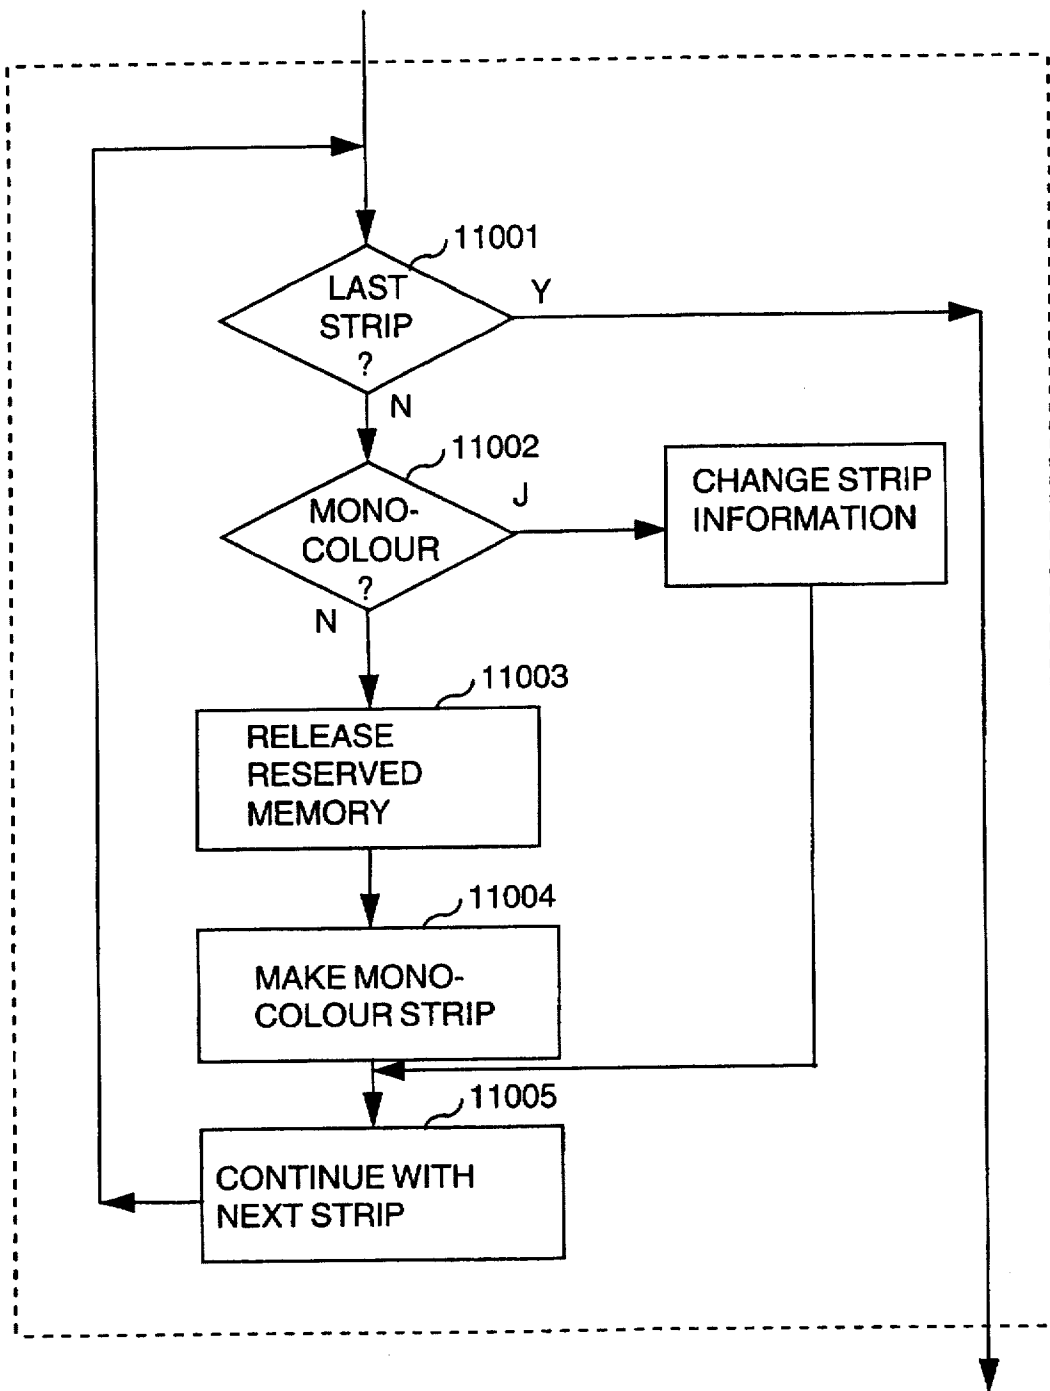 11001
LAST
STRIP
?
Y
N
11002
MONO-
COLOUR
?
J
CHANGE STRIP
INFORMATION
N
11003
RELEASE
RESERVED
MEMORY
11004
MAKE MONO-
COLOUR STRIP
11005
CONTINUE WITH
NEXT STRIP